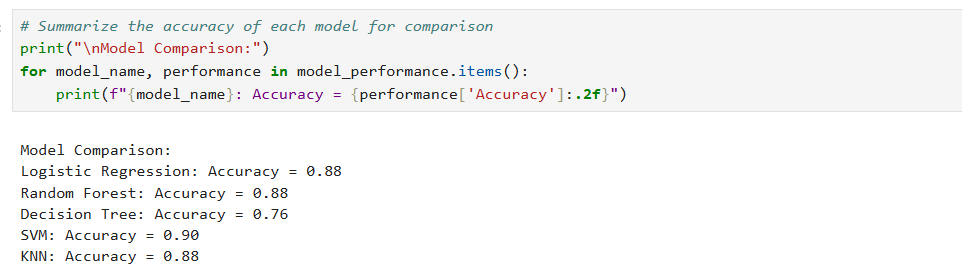 # Summarize the accuracy of each model for comparison
print("\nModel Comparison:")
for model_name, performance in model_performance.items():
    print(f"{model_name}: Accuracy = {performance['Accuracy']:.2f}")
Model Comparison:
Logistic Regression: Accuracy = 0.88
Random Forest: Accuracy = 0.88
Decision Tree: Accuracy = 0.76
SVM: Accuracy = 0.90
KNN: Accuracy = 0.88